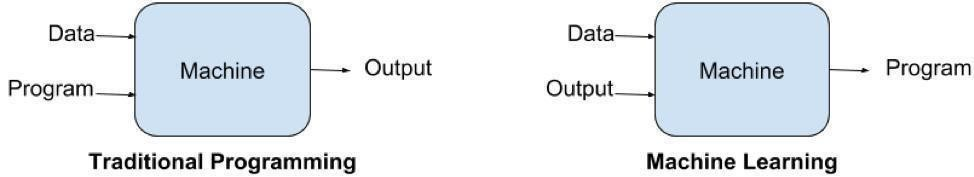 Data
Program
Machine
Output
Traditional Programming
Data
Output
Machine
Program
Machine Learning